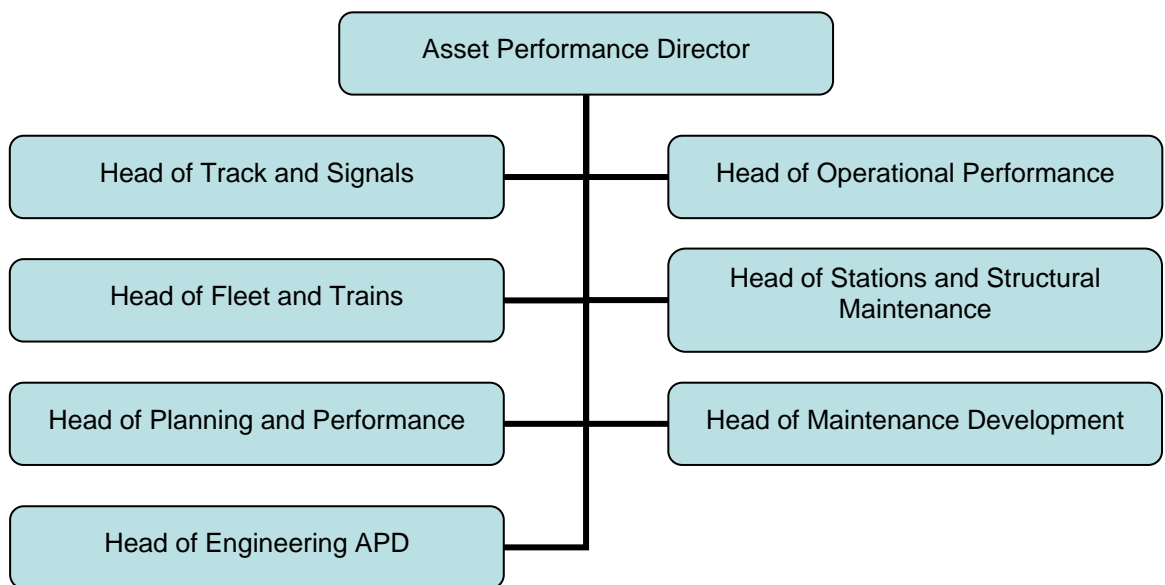 Asset Performance Director
Head of Track and Signals
Head of Operational Performance
Head of Fleet and Trains
Head of Stations and Structural
Maintenance
Head of Planning and Performance
Head of Maintenance Development
Head of Engineering APD